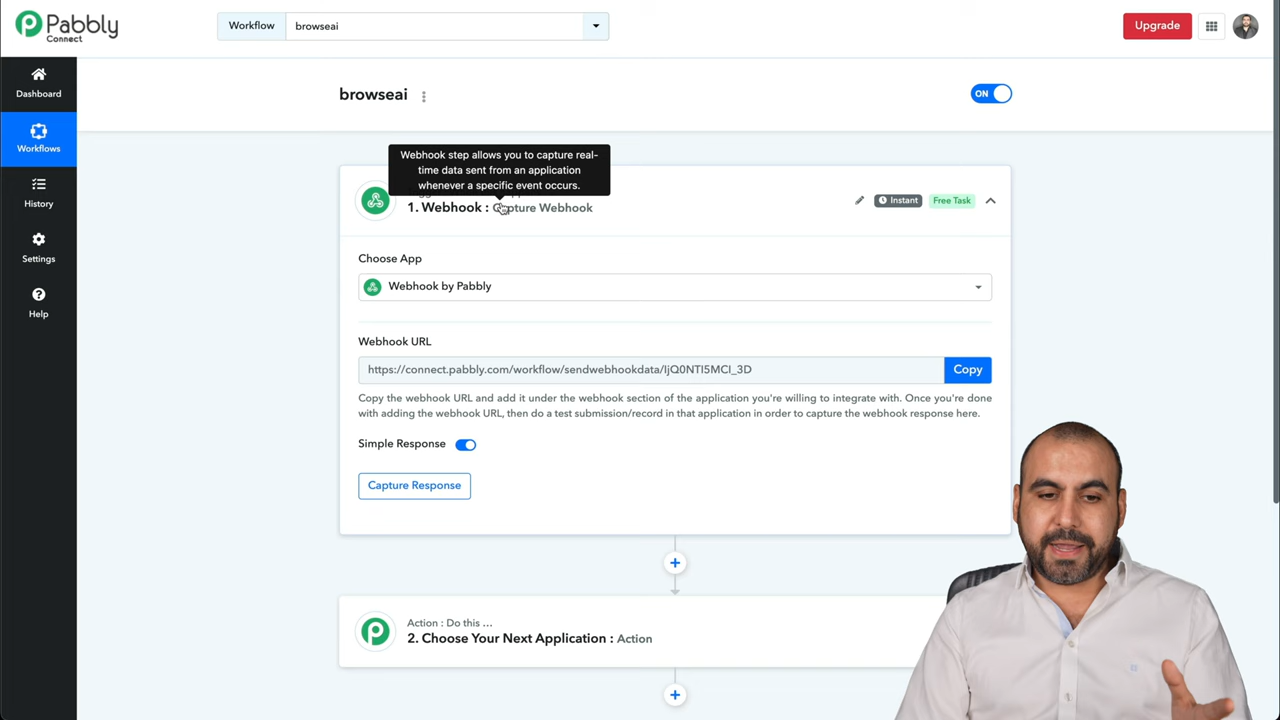 Pabbly
Connect
Workflow
browseai
Upgrade
Dashboard
Workflows
History
Settings
Help
browseai
ON
Webhook step allows you to capture real-
time data sent from an application
whenever a specific event occurs.
1. Webhook : Capture Webhook
Instant
Free Task
Choose App
Webhook by Pabbly
Webhook URL
https://connect.pabbly.com/workflow/sendwebhookdata/IjQ0NTI5MCI_3D
Copy
Copy the webhook URL and add it under the webhook section of the application you're willing to integrate with. Once you're done
with adding the webhook URL, then do a test submission/record in that application in order to capture the webhook response here.
Simple Response
Capture Response
Action : Do this ...
2. Choose Your Next Application : Action